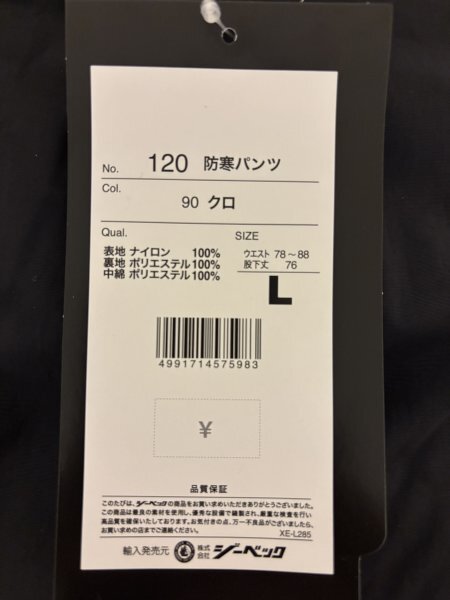 No. 120 防寒パンツ
Col.
90 クロ
Qual.
SIZE
表地 ナイロン 100%
裏地 ポリエステル100%
中綿 ポリエステル100%
ウエスト 78～88
股下丈 76
L
4991714575983
¥
品質保証
このたびは、ジーベックの商品をお買い求めいただきありがとうございました。
この商品は最良の素材を使用し、優秀な設備で縫製され、厳重な検査を行い
高品質を確保いたしております。お気付きの点、万一不良品がございましたら、
お買い求めの店までご連絡ください。
XE-L285
輸入発売元 株式会社 ジーベック